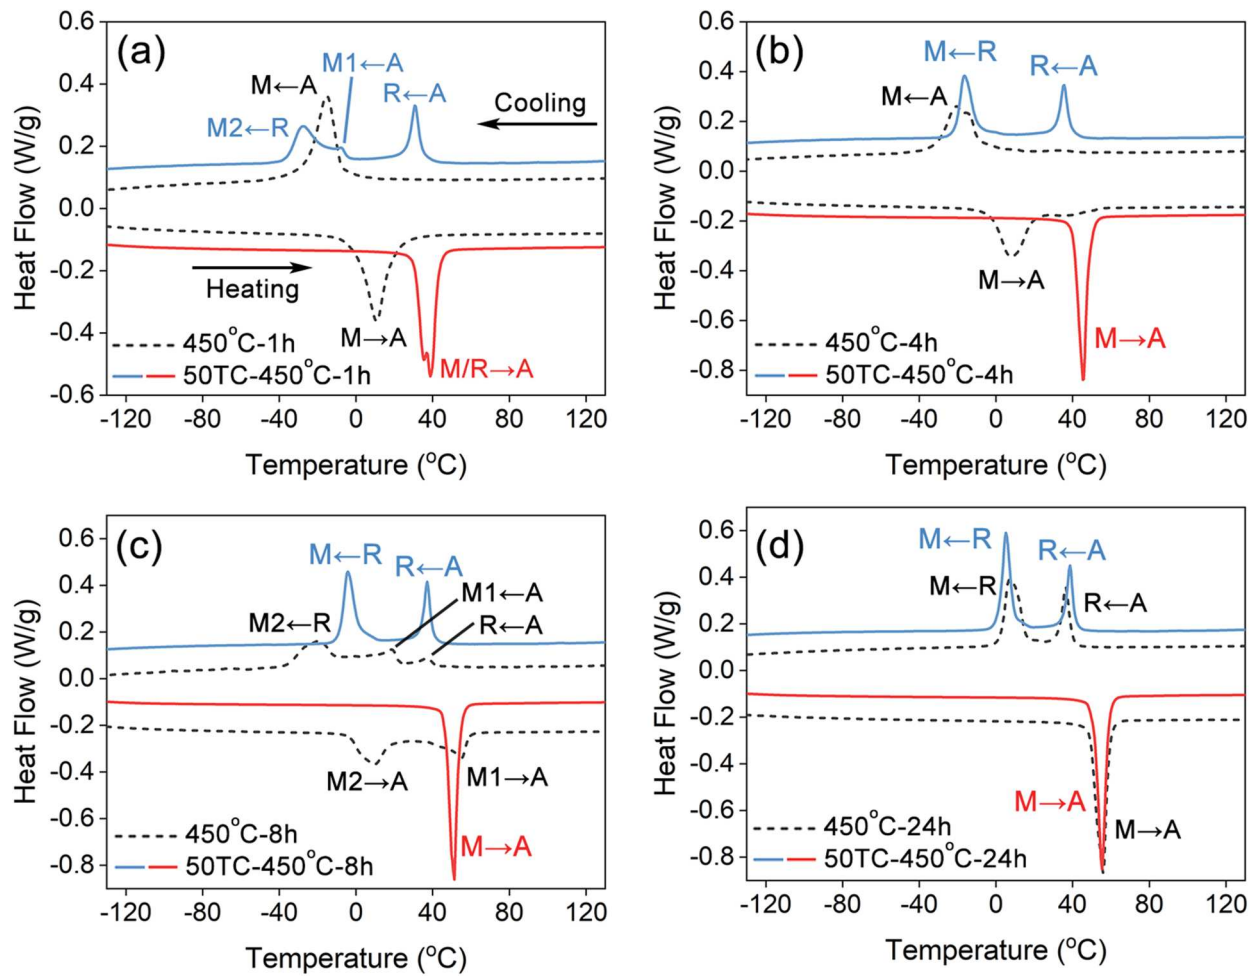 (a)
M1←A
M←A
R←A
Cooling
M2←R
Heating
M→A
M/R→A
450°C-1h
50TC-450°C-1h
0.6
0.4
0.2
0.0
-0.2
-0.4
-0.6
Heat Flow (W/g)
-120 -80 -40 0 40 80 120
Temperature (°C)
(b)
M←R
R←A
M←A
M→A
M→A
450°C-4h
50TC-450°C-4h
0.6
0.4
0.2
0.0
-0.2
-0.4
-0.6
-0.8
Heat Flow (W/g)
-120 -80 -40 0 40 80 120
Temperature (°C)
(c)
M←R
R←A
M1←A
M2←R
R←A
M2→A
M1→A
M→A
450°C-8h
50TC-450°C-8h
0.6
0.4
0.2
0.0
-0.2
-0.4
-0.6
-0.8
Heat Flow (W/g)
-120 -80 -40 0 40 80 120
Temperature (°C)
(d)
M←R
R←A
M←R
R←A
M→A
M→A
450°C-24h
50TC-450°C-24h
0.6
0.4
0.2
0.0
-0.2
-0.4
-0.6
-0.8
Heat Flow (W/g)
-120 -80 -40 0 40 80 120
Temperature (°C)